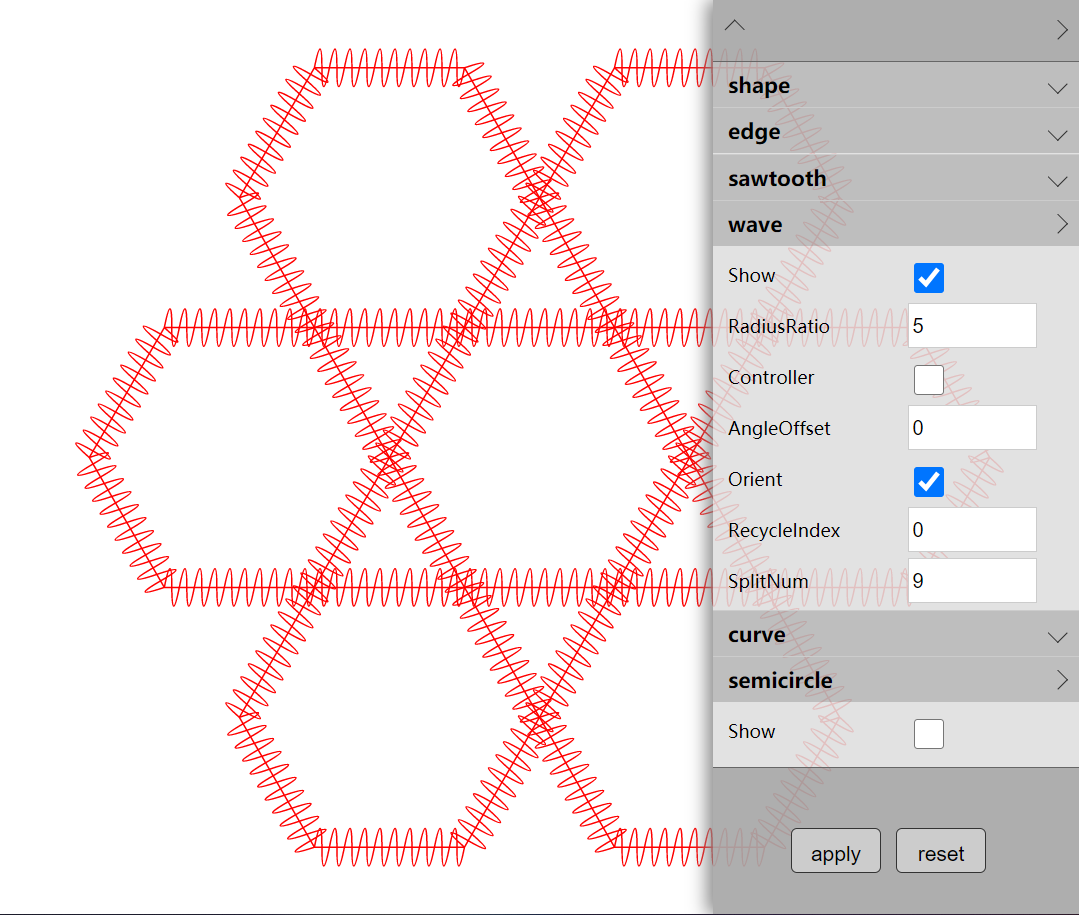 shape
edge
sawtooth
wave
Show
RadiusRatio 5
Controller
AngleOffset 0
Orient
RecycleIndex 0
SplitNum 9
curve
semicircle
Show
apply reset